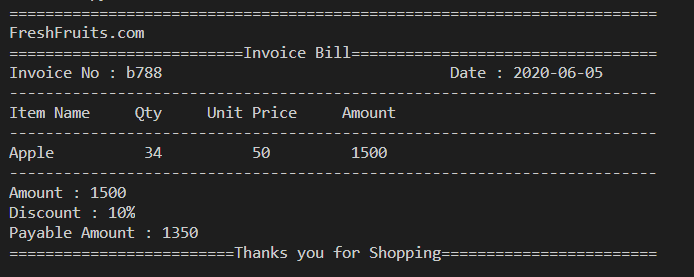 ========================================================================
FreshFruits.com
==========================Invoice Bill==================================
Invoice No : b788                                Date : 2020-06-05
------------------------------------------------------------------------
Item Name     Qty     Unit Price     Amount
------------------------------------------------------------------------
Apple          34          50         1500
------------------------------------------------------------------------
Amount : 1500
Discount : 10%
Payable Amount : 1350
=========================Thanks you for Shopping========================